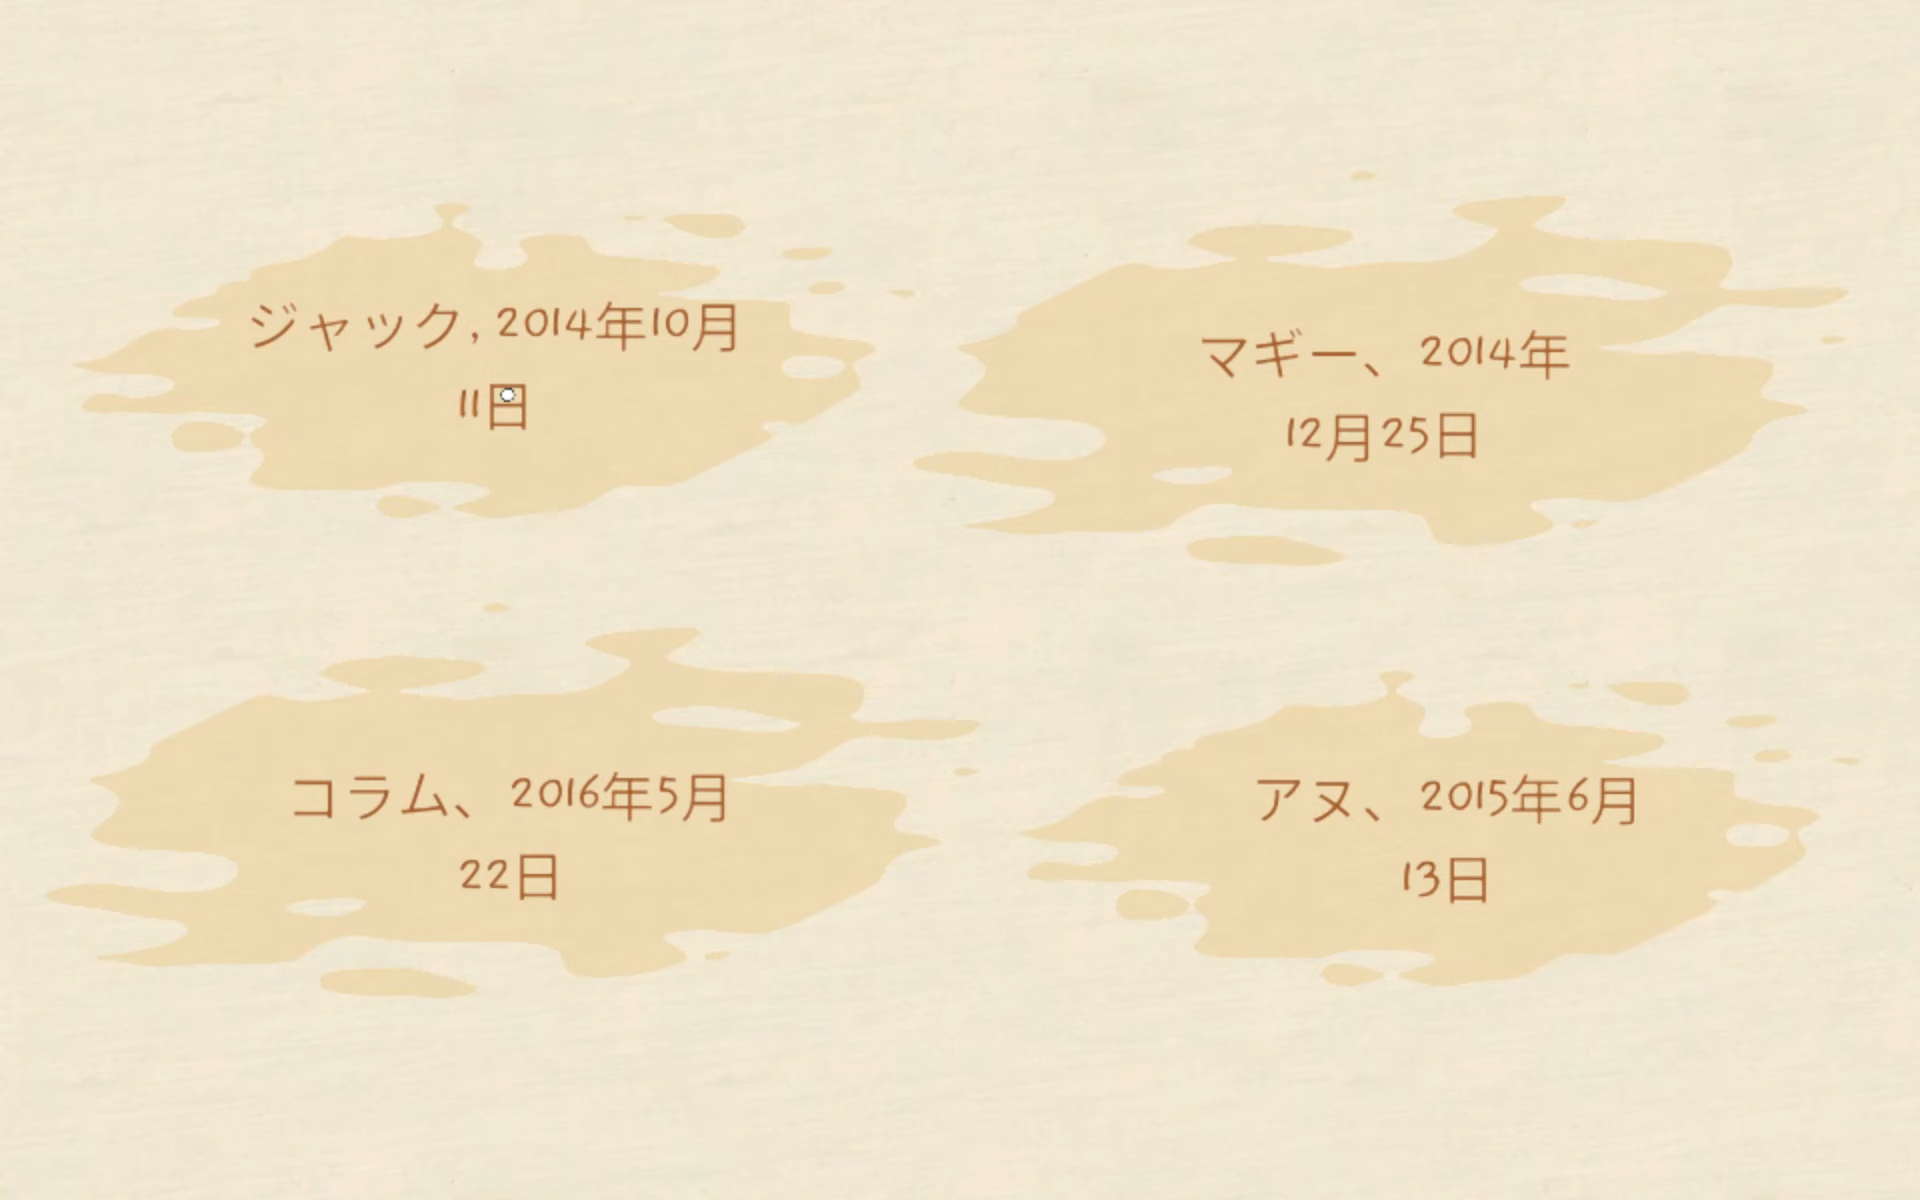 ジャック, 2014年10月
11日
マギー、2014年
12月25日
コラム、2016年5月
22日
アヌ、2015年6月
13日